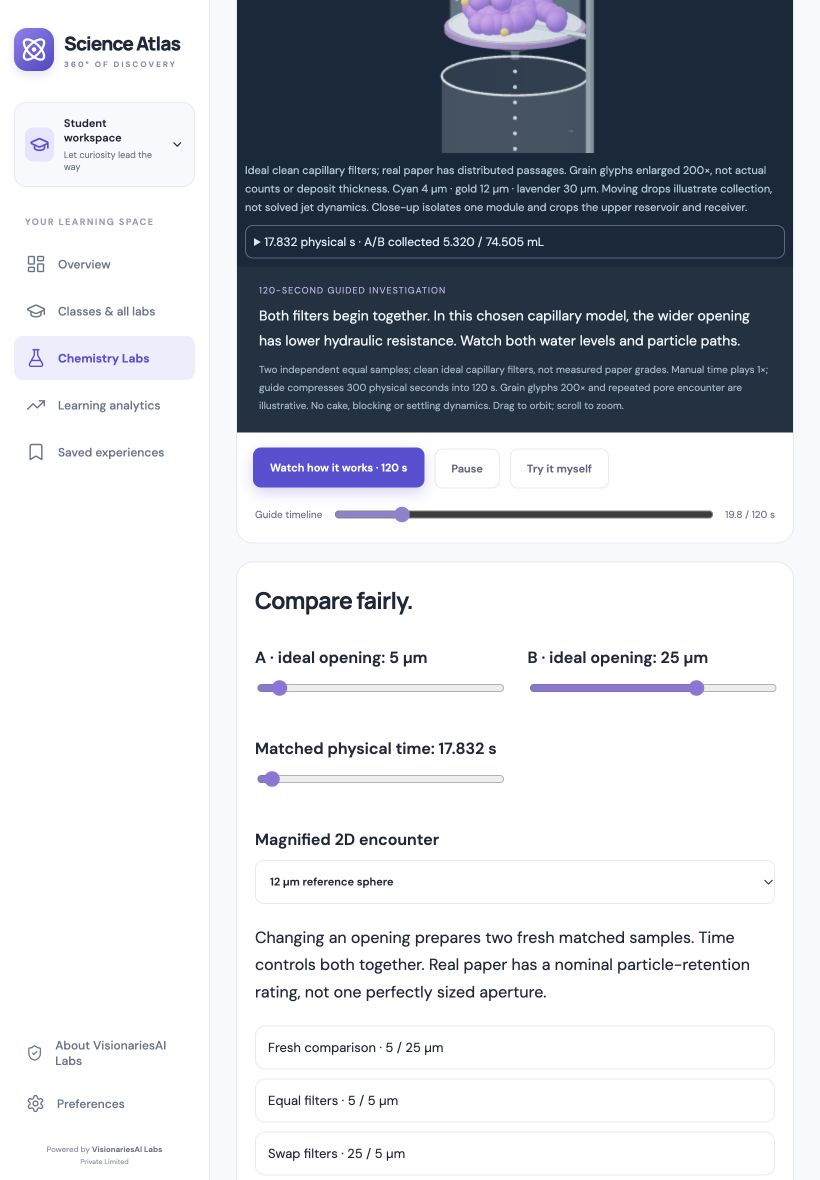 Science Atlas
360° OF DISCOVERY
Student
workspace
Let curiosity lead the
way
YOUR LEARNING SPACE
Overview
Classes & all labs
Chemistry Labs
Learning analytics
Saved experiences
About VisionariesAI
Labs
Preferences
Powered by VisionariesAI Labs
Private Limited
Ideal clean capillary filters; real paper has distributed passages. Grain glyphs enlarged 200×, not actual
counts or deposit thickness. Cyan 4 µm · gold 12 µm · lavender 30 µm. Moving drops illustrate collection,
not solved jet dynamics. Close-up isolates one module and crops the upper reservoir and receiver.
17.832 physical s · A/B collected 5.320 / 74.505 mL
120-SECOND GUIDED INVESTIGATION
Both filters begin together. In this chosen capillary model, the wider opening
has lower hydraulic resistance. Watch both water levels and particle paths.
Two independent equal samples; clean ideal capillary filters, not measured paper grades. Manual time plays 1×;
guide compresses 300 physical seconds into 120 s. Grain glyphs 200× and repeated pore encounter are
illustrative. No cake, blocking or settling dynamics. Drag to orbit; scroll to zoom.
Watch how it works · 120 s
Pause
Try it myself
Guide timeline
19.8 / 120 s
Compare fairly.
A · ideal opening: 5 µm
B · ideal opening: 25 µm
Matched physical time: 17.832 s
Magnified 2D encounter
12 µm reference sphere
Changing an opening prepares two fresh matched samples. Time
controls both together. Real paper has a nominal particle-retention
rating, not one perfectly sized aperture.
Fresh comparison · 5 / 25 µm
Equal filters · 5 / 5 µm
Swap filters · 25 / 5 µm